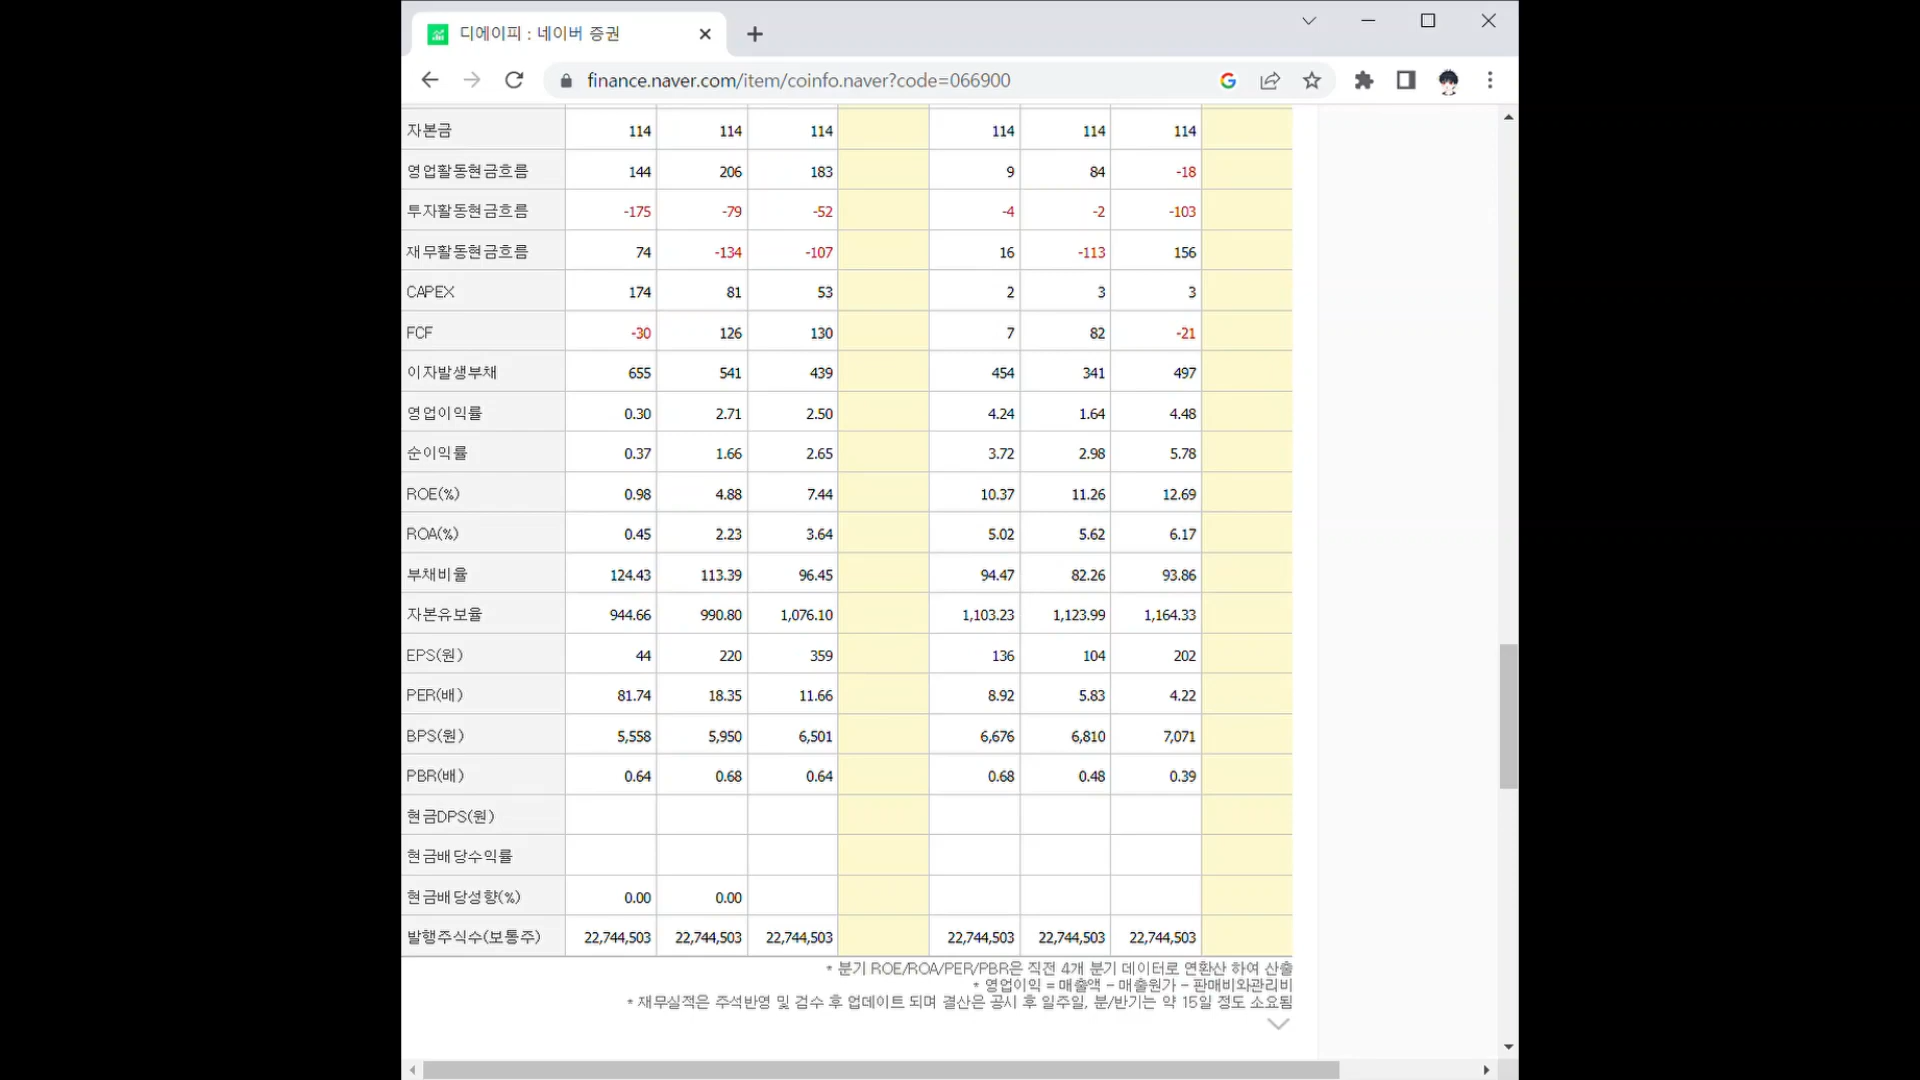 디에이피 : 네이버 증권
finance.naver.com/item/coinfo.naver?code=066900
자본금 114 114 114 114 114 114
영업활동현금흐름 144 206 183 9 84 -18
투자활동현금흐름 -175 -79 -52 -4 -2 -103
재무활동현금흐름 74 -134 -107 16 -113 156
CAPEX 174 81 53 2 3 3
FCF -30 126 130 7 82 -21
이자발생부채 655 541 439 454 341 497
영업이익률 0.30 2.71 2.50 4.24 1.64 4.48
순이익률 0.37 1.66 2.65 3.72 2.98 5.78
ROE(%) 0.98 4.88 7.44 10.37 11.26 12.69
ROA(%) 0.45 2.23 3.64 5.02 5.62 6.17
부채비율 124.43 113.39 96.45 94.47 82.26 93.86
자본유보율 944.66 990.80 1,076.10 1,103.23 1,123.99 1,164.33
EPS(원) 44 220 359 136 104 202
PER(배) 81.74 18.35 11.66 8.92 5.83 4.22
BPS(원) 5,558 5,950 6,501 6,676 6,810 7,071
PBR(배) 0.64 0.68 0.64 0.68 0.48 0.39
현금DPS(원)
현금배당수익률
현금배당성향(%) 0.00 0.00
발행주식수(보통주) 22,744,503 22,744,503 22,744,503 22,744,503 22,744,503 22,744,503
* 분기 ROE/ROA/PER/PBR은 직전 4개 분기 데이터로 연환산 하여 산출
* 영업이익 = 매출액 - 매출원가 - 판매비와관리비
* 재무실적은 주석반영 및 검수 후 업데이트 되며 결산은 공시 후 일주일, 분/반기는 약 15일 정도 소요됨